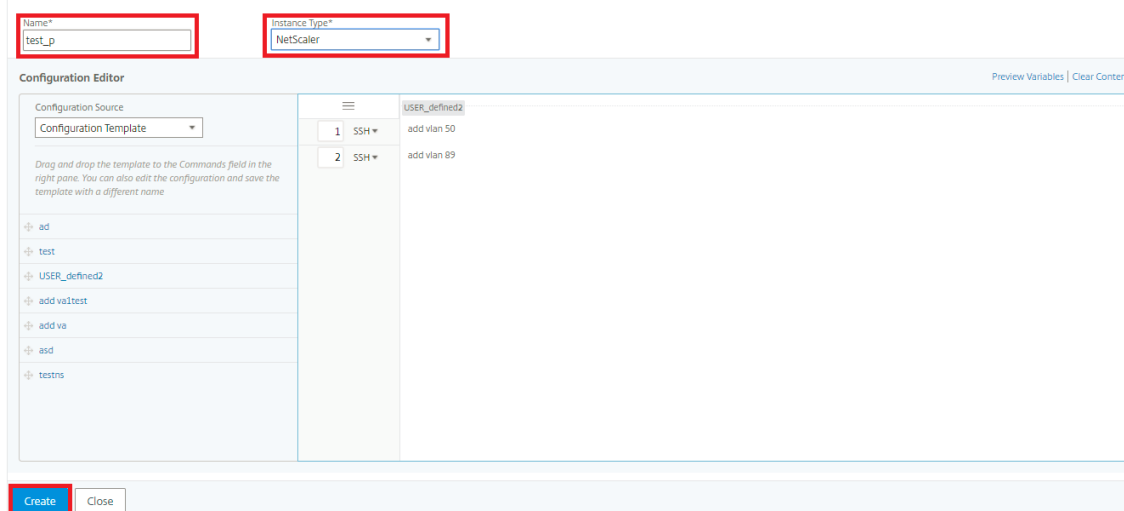 Name*
test_p
Instance Type*
NetScaler
Configuration Editor
Preview Variables | Clear Conten
Configuration Source
Configuration Template
Drag and drop the template to the Commands field in the
right pane. You can also edit the configuration and save the
template with a different name
ad
test
USER_defined2
add va1test
add va
asd
testns
USER_defined2
1 SSH add vlan 50
2 SSH add vlan 89
Create
Close